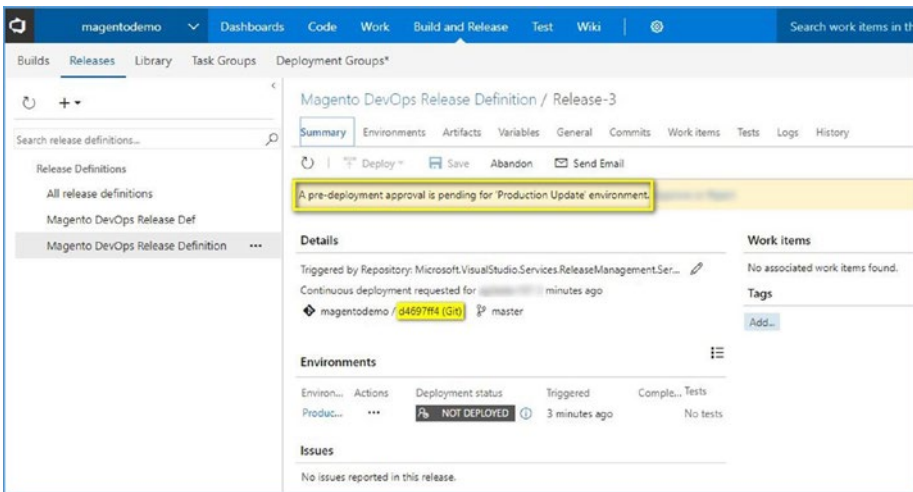 magentodemo Dashboards Code Work Build and Release Test Wiki Search work items in th
Builds Releases Library Task Groups Deployment Groups*
Magento DevOps Release Definition / Release-3
Search release definitions...
Summary Environments Artifacts Variables General Commits Work items Tests Logs History
Deploy Save Abandon Send Email
Release Definitions
All release definitions
Magento DevOps Release Def
Magento DevOps Release Definition ...
A pre-deployment approval is pending for 'Production Update' environment.
Details
Triggered by Repository: Microsoft.VisualStudio.Services.ReleaseManagement.Ser...
Continuous deployment requested for minutes ago
magentodemo / d4697ff4 (Git) master
Work items
No associated work items found.
Tags
Add...
Environments
Environ... Actions Deployment status Triggered Comple... Tests
Produc... ... NOT DEPLOYED 3 minutes ago No tests
Issues
No issues reported in this release.